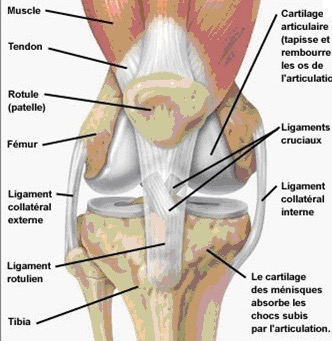 Muscle
Tendon
Rotule
(patelle)
Fémur
Ligament
collatéral
externe
Ligament
rotulien
Tibia
Cartilage
articulaire
(tapisse et
rembourre
les os de
l'articulatio
Ligaments
cruciaux
Ligament
collatéral
interne
Le cartilage
des ménisques
absorbe les
chocs subis
par l'articulation.